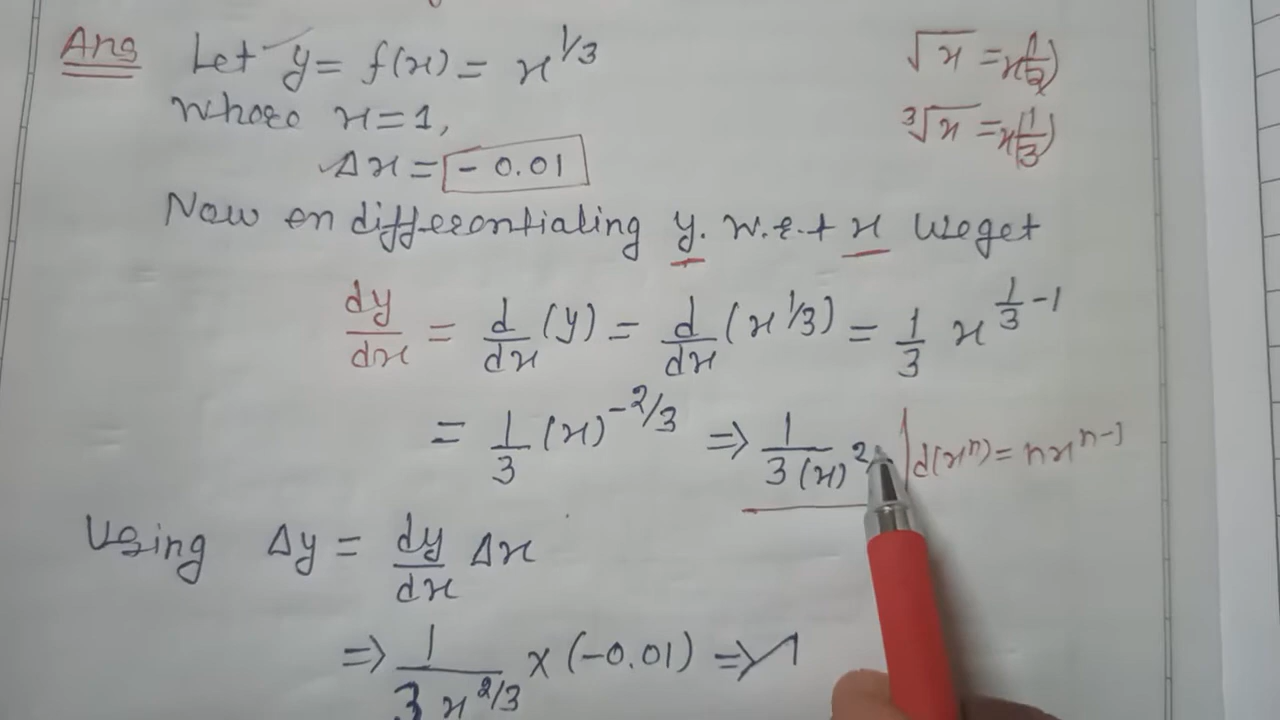 Ans Let y = f(x) = x^1/3
√x = x(1/2)
Where x = 1,
∛x = x(1/3)
Δx = - 0.01
Now on differentiating y. w.r.t x we get
dy/dx = d/dx (y) = d/dx (x^1/3) = 1/3 x^1/3-1
= 1/3 (x)^-2/3 ⇒ 1/3(x)^2/ d(x^n) = nx^n-1
Using Δy = dy/dx Δx
⇒ 1/3x^2/3 × (-0.01) ⇒